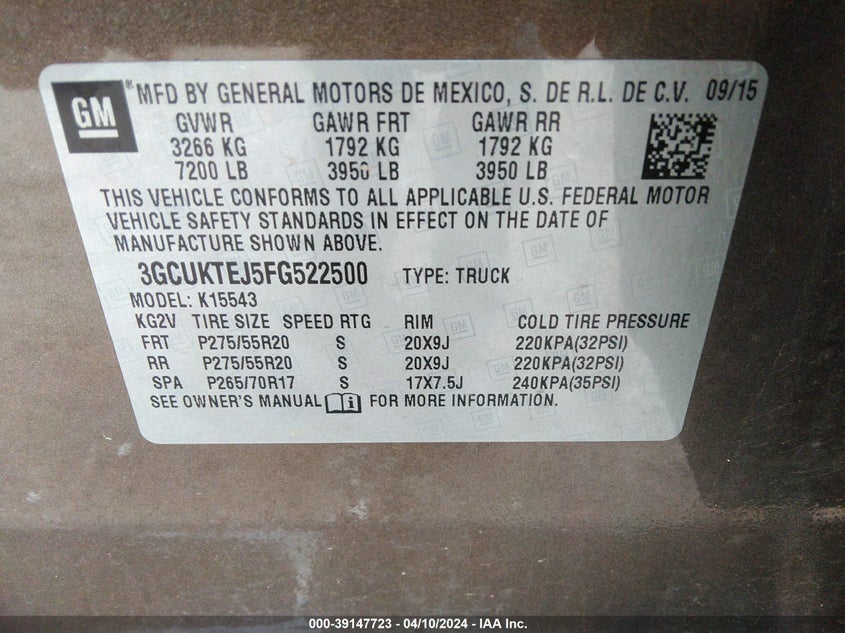 GM ® MFD BY GENERAL MOTORS DE MEXICO, S. DE R.L. DE C.V. 09/15
GVWR GAWR FRT GAWR RR
3266 KG 1792 KG 1792 KG
7200 LB 3950 LB 3950 LB
THIS VEHICLE CONFORMS TO ALL APPLICABLE U.S. FEDERAL MOTOR
VEHICLE SAFETY STANDARDS IN EFFECT ON THE DATE OF
MANUFACTURE SHOWN ABOVE.
3GCUKTEJ5FG522500 TYPE: TRUCK
MODEL: K15543
KG2V TIRE SIZE SPEED RTG RIM COLD TIRE PRESSURE
FRT P275/55R20 S 20X9J 220KPA(32PSI)
RR P275/55R20 S 20X9J 220KPA(32PSI)
SPA P265/70R17 S 17X7.5J 240KPA(35PSI)
SEE OWNER'S MANUAL FOR MORE INFORMATION.
000-39147723 - 04/10/2024 - IAA Inc.